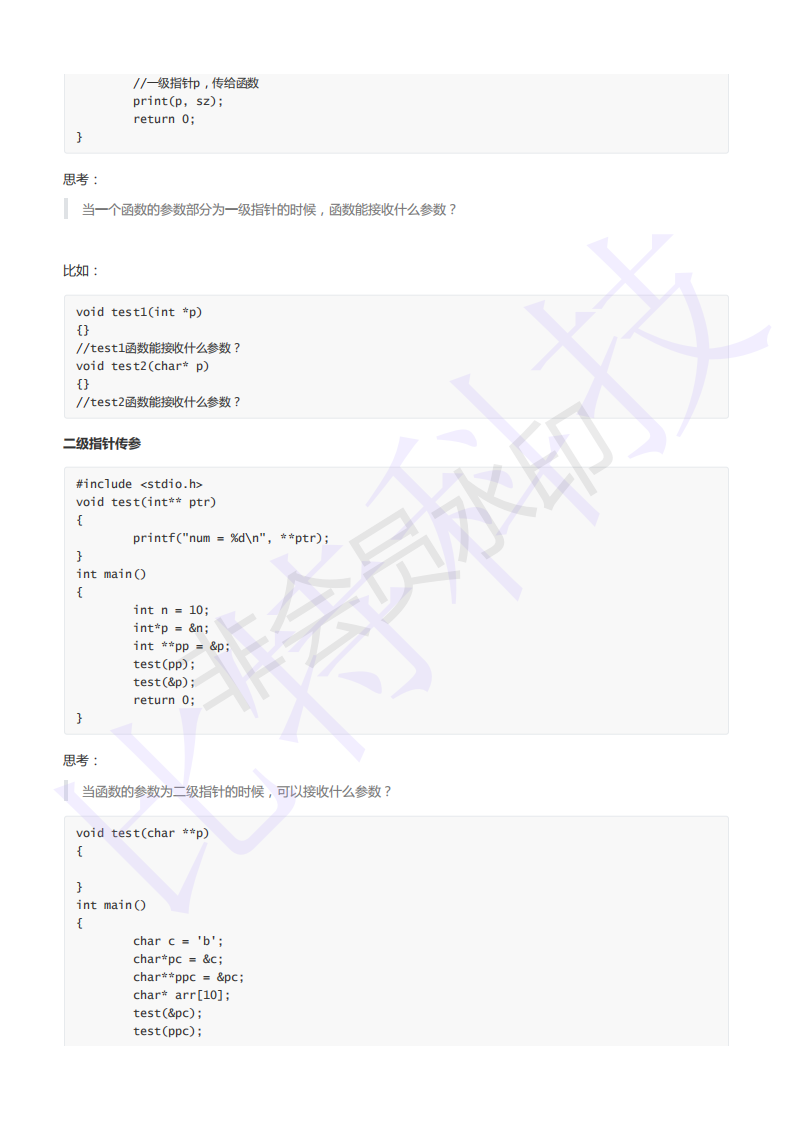 //一级指针p，传给函数
print(p, sz);
return 0;
}
思考：
当一个函数的参数部分为一级指针的时候，函数能接收什么参数？
比如：
void test1(int *p)
{}
//test1函数能接收什么参数？
void test2(char* p)
{}
//test2函数能接收什么参数？
二级指针传参
#include <stdio.h>
void test(int** ptr)
{
printf("num = %d\n", **ptr);
}
int main()
{
int n = 10;
int*p = &n;
int **pp = &p;
test(pp);
test(&p);
return 0;
}
思考：
当函数的参数为二级指针的时候，可以接收什么参数？
void test(char **p)
{
}
int main()
{
char c = 'b';
char*pc = &c;
char**ppc = &pc;
char* arr[10];
test(&pc);
test(ppc);
比特科技
非会员水印